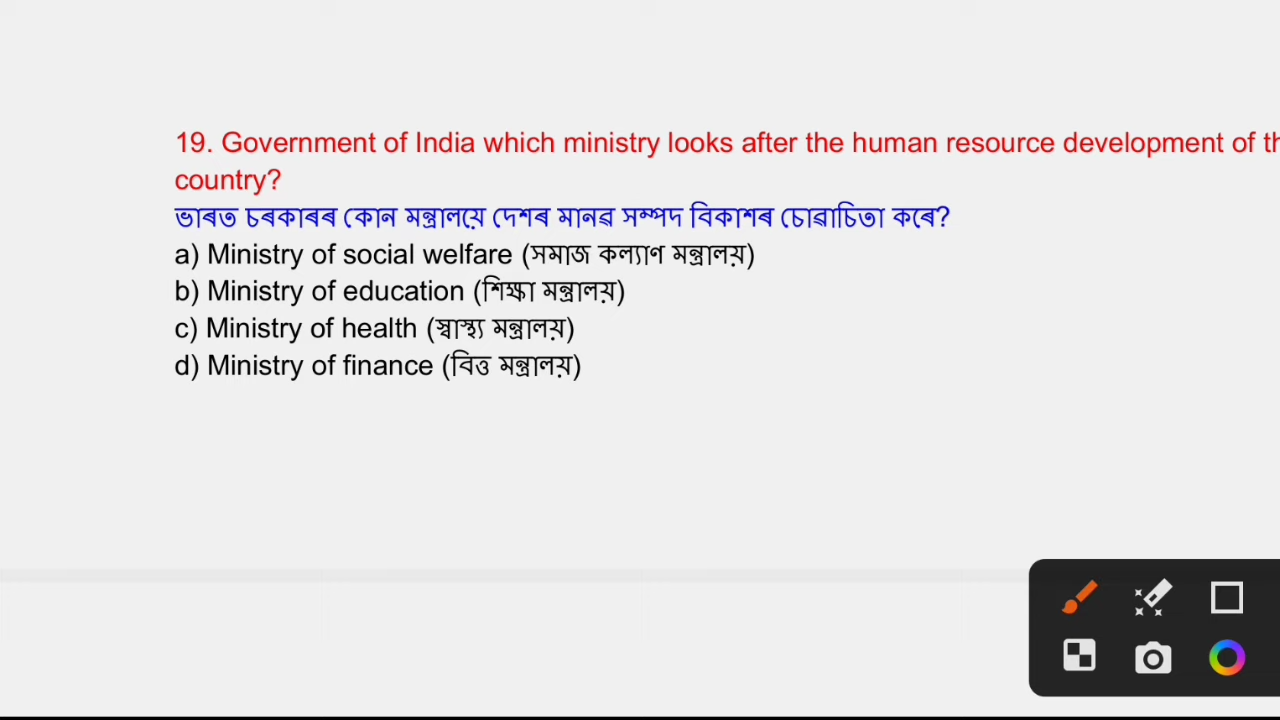 19. Government of India which ministry looks after the human resource development of th
country?
ভাৰত চৰকাৰৰ কোন মন্ত্ৰালয়ে দেশৰ মানৱ সম্পদ বিকাশৰ চোৱাচিতা কৰে?
a) Ministry of social welfare (সমাজ কল্যাণ মন্ত্ৰালয়)
b) Ministry of education (শিক্ষা মন্ত্ৰালয়)
c) Ministry of health (স্বাস্থ্য মন্ত্ৰালয়)
d) Ministry of finance (বিত্ত মন্ত্ৰালয়)